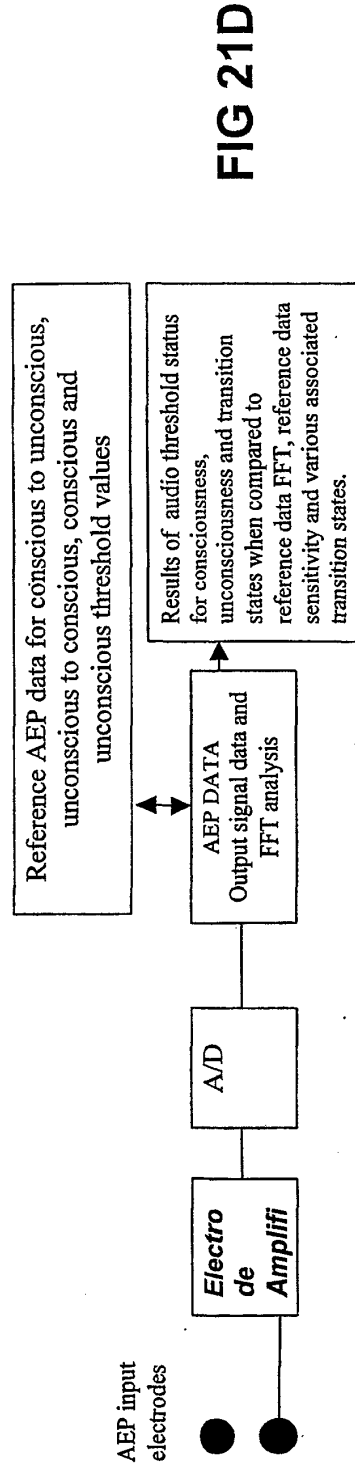 AEP input
electrodes
Electro
de
Amplifi
A/D
AEP DATA
Output signal data and
FFT analysis
Reference AEP data for conscious to unconscious,
unconscious to conscious, conscious and
unconscious threshold values
Results of audio threshold status
for consciousness,
unconsciousness and transition
states when compared to
reference data FFT, reference data
sensitivity and various associated
transition states.
FIG 21D